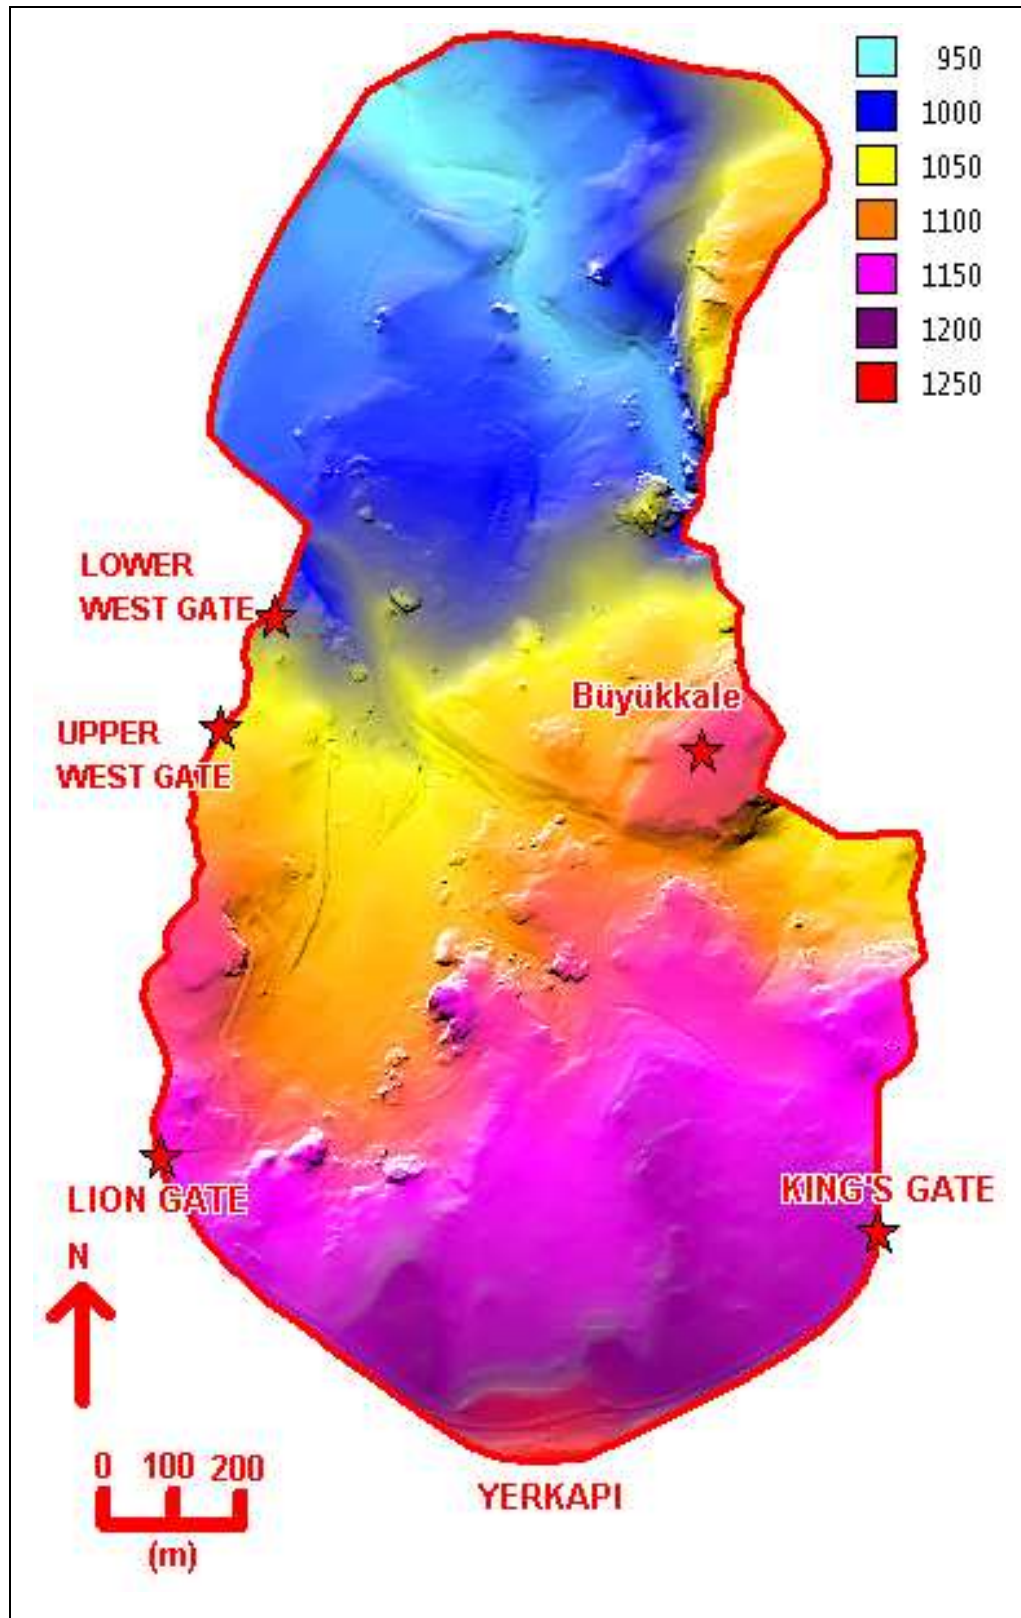 950
1000
1050
1100
1150
1200
1250
LOWER
WEST GATE
Büyükkale
UPPER
WEST GATE
LION GATE
KING'S GATE
N
0 100 200
(m)
YERKAPI